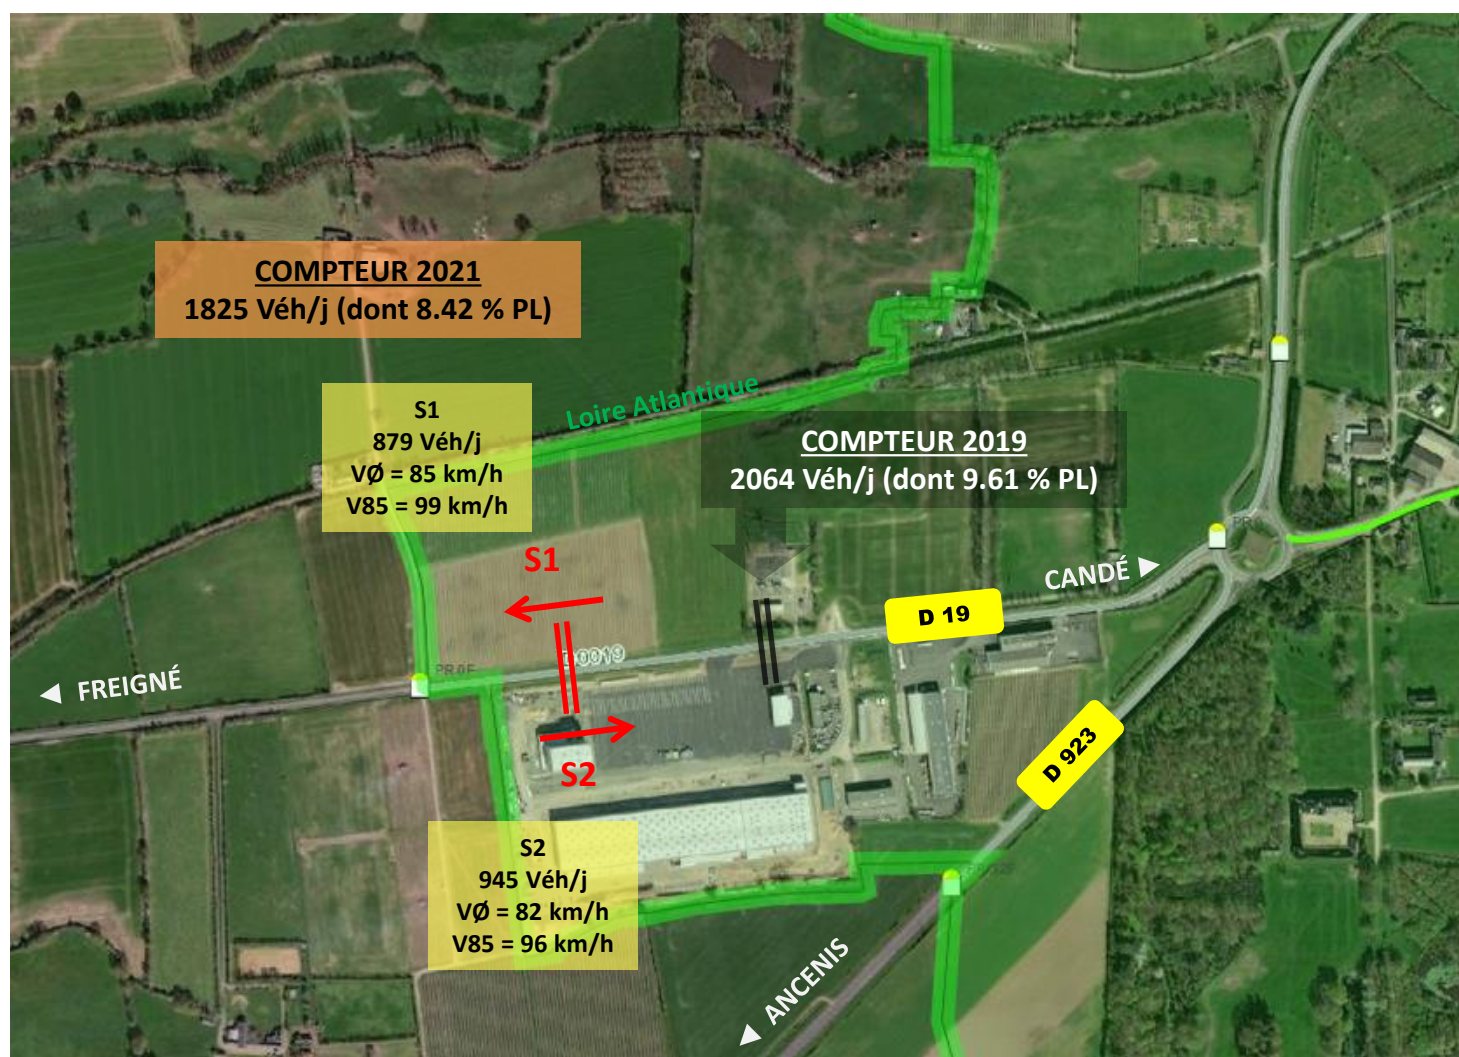 COMPTEUR 2021
1825 Véh/j (dont 8.42 % PL)
S1
879 Véh/j
VØ = 85 km/h
V85 = 99 km/h
Loire Atlantique
COMPTEUR 2019
2064 Véh/j (dont 9.61 % PL)
S1
CANDÉ
D 19
D0019
FREIGNÉ
S2
D 923
S2
945 Véh/j
VØ = 82 km/h
V85 = 96 km/h
ANCENIS